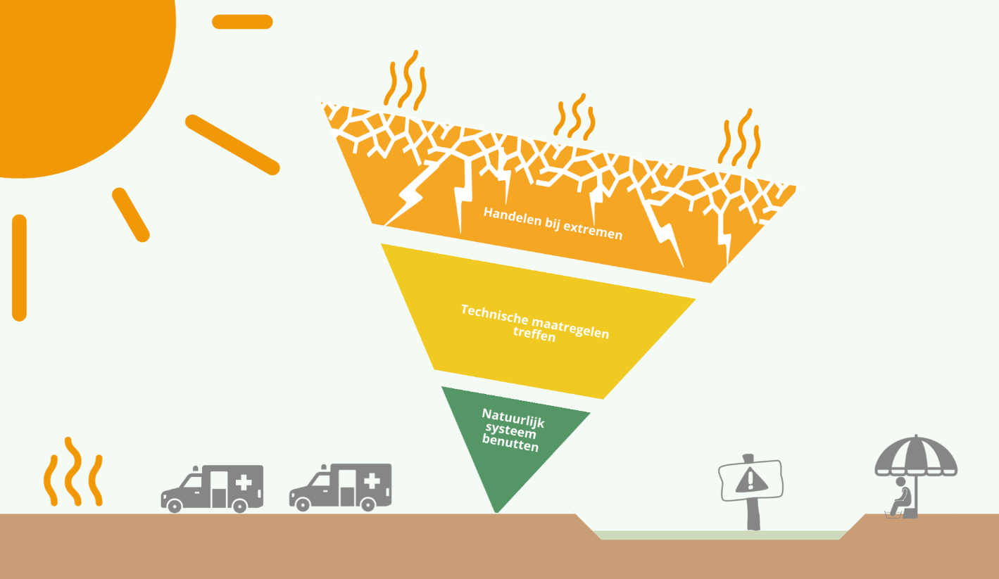 Handelen bij extremen
Technische maatregelen
treffen
Natuurlijk
systeem
benutten